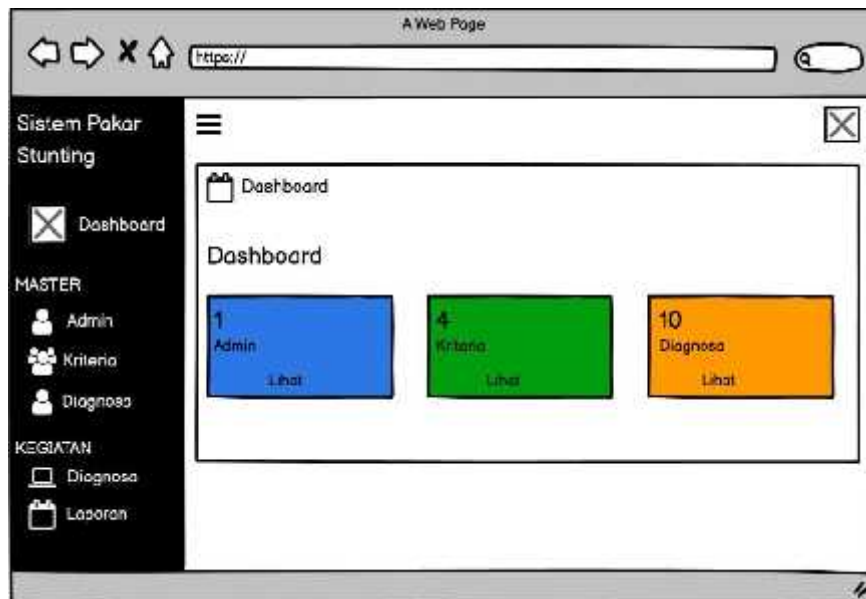 A Web Page
https://
Sistem Pakar
Stunting
Dashboard
MASTER
Admin
Kriteria
Diagnosa
KEGIATAN
Diagnosa
Laporan
Dashboard
Dashboard
1
Admin
Lihat
4
Kriteria
Lihat
10
Diagnosa
Lihat